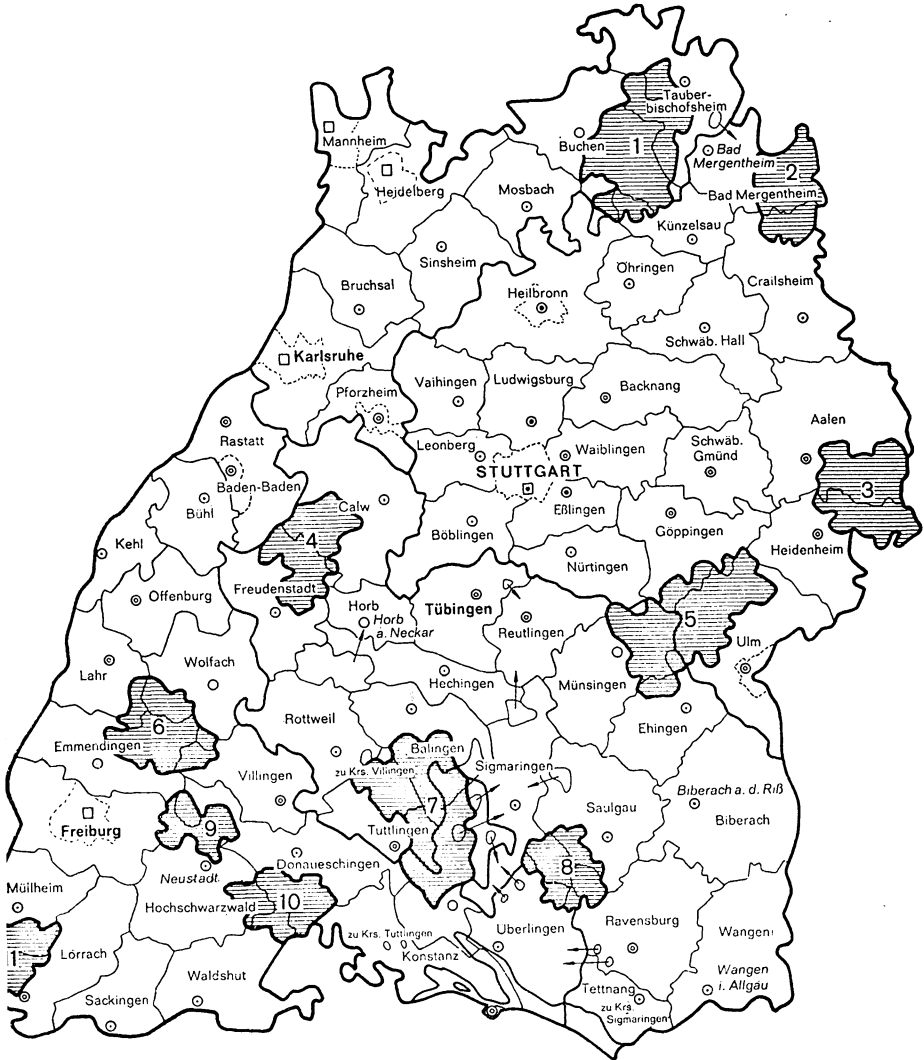 Tauber-
bischofsheim
Mannheim
Buchen
1
Bad
Mergentheim
2
Heidelberg
Mosbach
Bad Mergentheim
Künzelsau
Sinsheim
Öhringen
Bruchsal
Heilbronn
Crailsheim
Schwäb. Hall
Karlsruhe
Vaihingen
Ludwigsburg
Backnang
Pforzheim
Aalen
Rastatt
Leonberg
Waiblingen
Schwäb.
Gmünd
STUTTGART
Baden-Baden
3
Bühl
Calw
Eßlingen
Göppingen
Böblingen
4
Kehl
Heidenheim
Nürtingen
Freudenstadt
Offenburg
Horb
Horb
a. Neckar
Tübingen
Reutlingen
5
Ulm
Lahr
Wolfach
Hechingen
Münsingen
Rottweil
Ehingen
6
Emmendingen
Balingen
zu Krs. Villingen
Villingen
Sigmaringen
Biberach a. d. Riß
7
Saulgau
Biberach
Freiburg
9
Tuttlingen
Donaueschingen
8
Neustadt
Müilheim
Hochschwarzwald
10
Ravensburg
Überlingen
zu Krs. Tuttlingen
Wangen
Konstanz
Lörrach
1
Waldshut
Wangen
i. Allgäu
Tettnang
Säckingen
zu Krs.
Sigmaringen